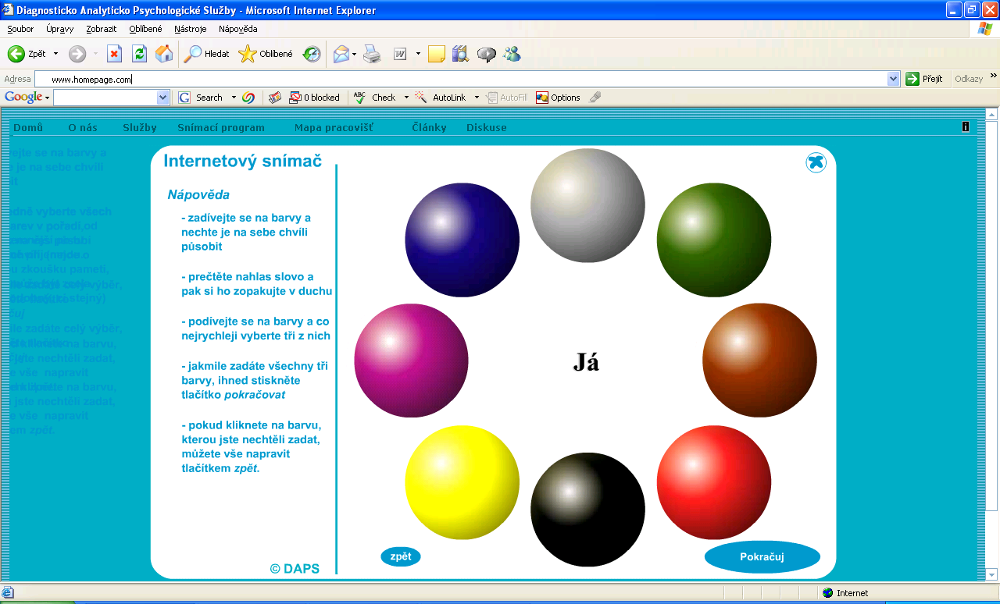 Diagnosticko Analyticko Psychologické Služby - Microsoft Internet Explorer
Soubor Úpravy Zobrazit Oblíbené Nástroje Nápověda
Zpět Hledat Oblíbené
Adresa www.homepage.com Přejít Odkazy »
Google Search 0 blocked ABC Check AutoLink AutoFill Options
Domů O nás Služby Snímací program Mapa pracovišť Články Diskuse i
Internetový snímač
Nápověda
- zadívejte se na barvy a
nechte je na sebe chvíli
působit
- prečtěte nahlas slovo a
pak si ho zopakujte v duchu
- podívejte se na barvy a co
nejrychleji vyberte tři z nich
- jakmile zadáte všechny tři
barvy, ihned stiskněte
tlačítko pokračovat
- pokud kliknete na barvu,
kterou jste nechtěli zadat,
můžete vše napravit
tlačítkem zpět.
© DAPS
Já
zpět
Pokračuj
Internet